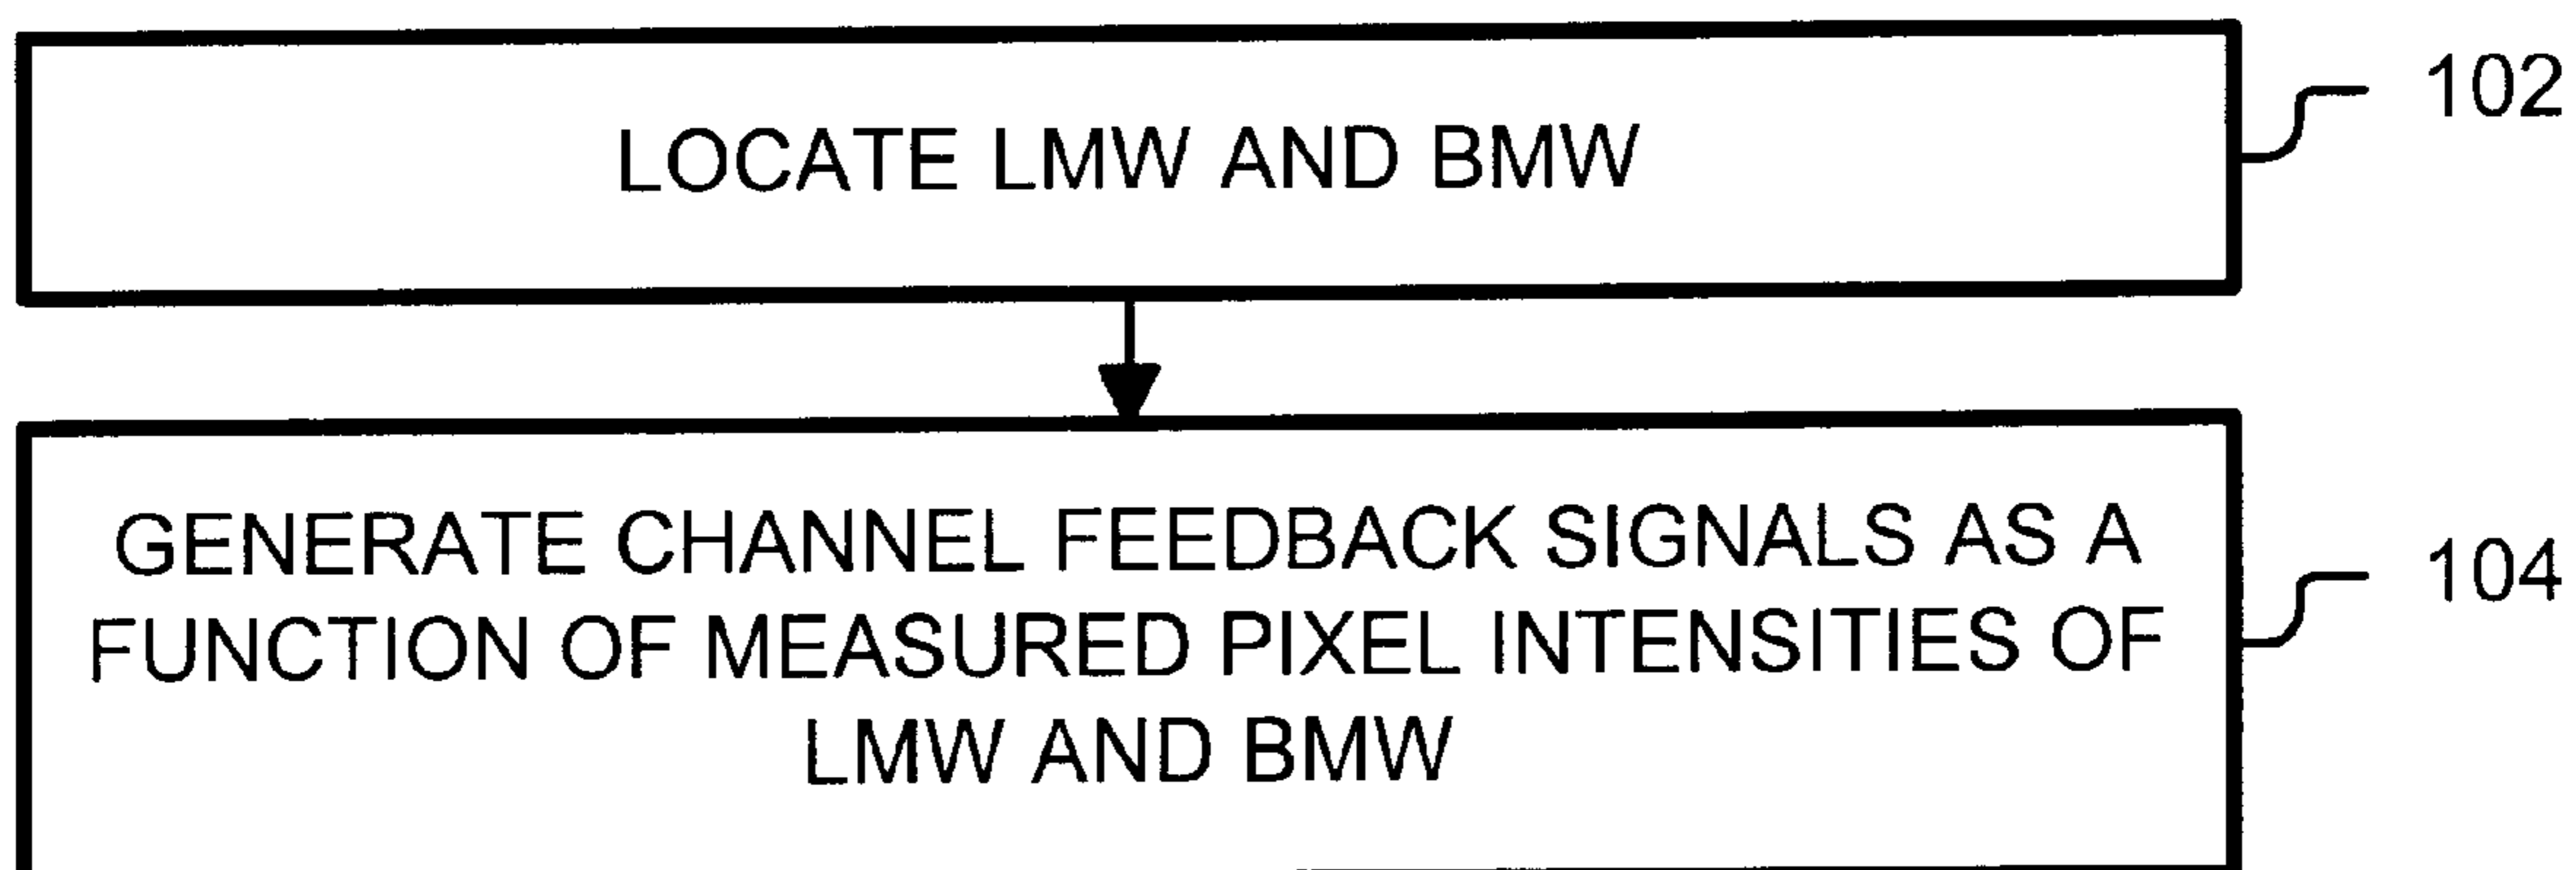 LOCATE LMW AND BMW
102
GENERATE CHANNEL FEEDBACK SIGNALS AS A
FUNCTION OF MEASURED PIXEL INTENSITIES OF
LMW AND BMW
104